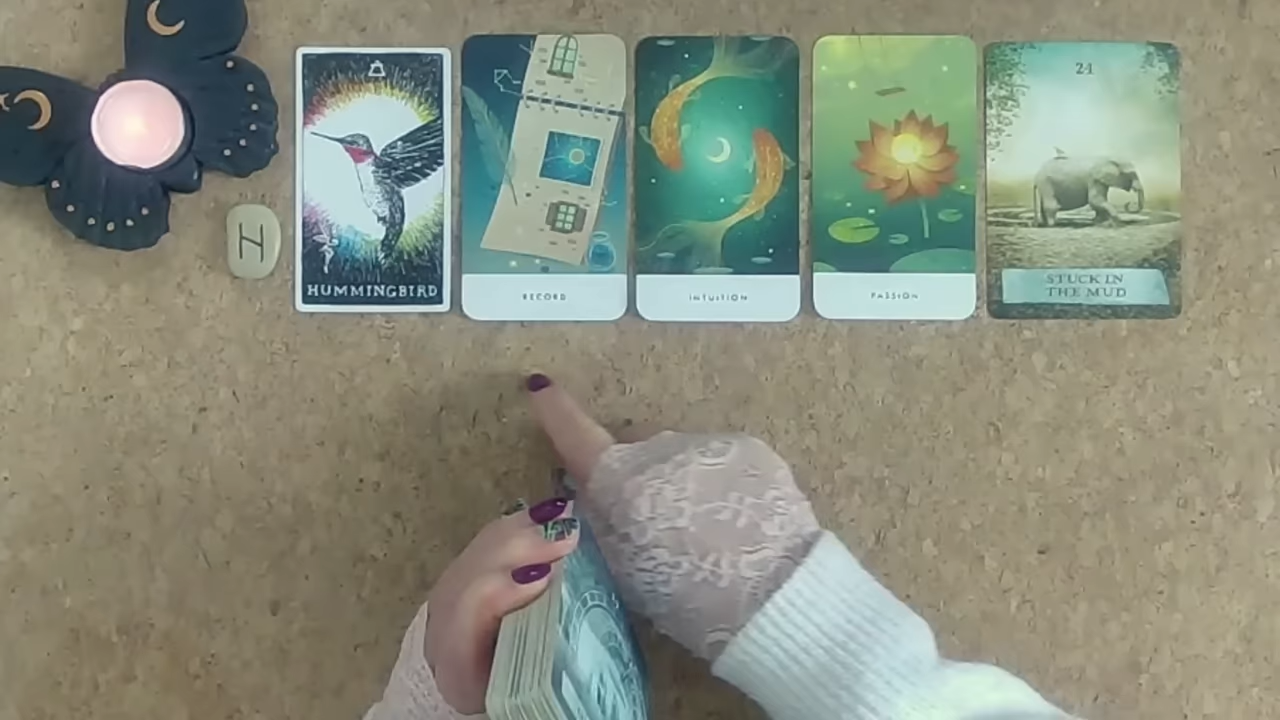 HUMMINGBIRD
RECORD
INTUITION
PASSION
24
STUCK IN
THE MUD